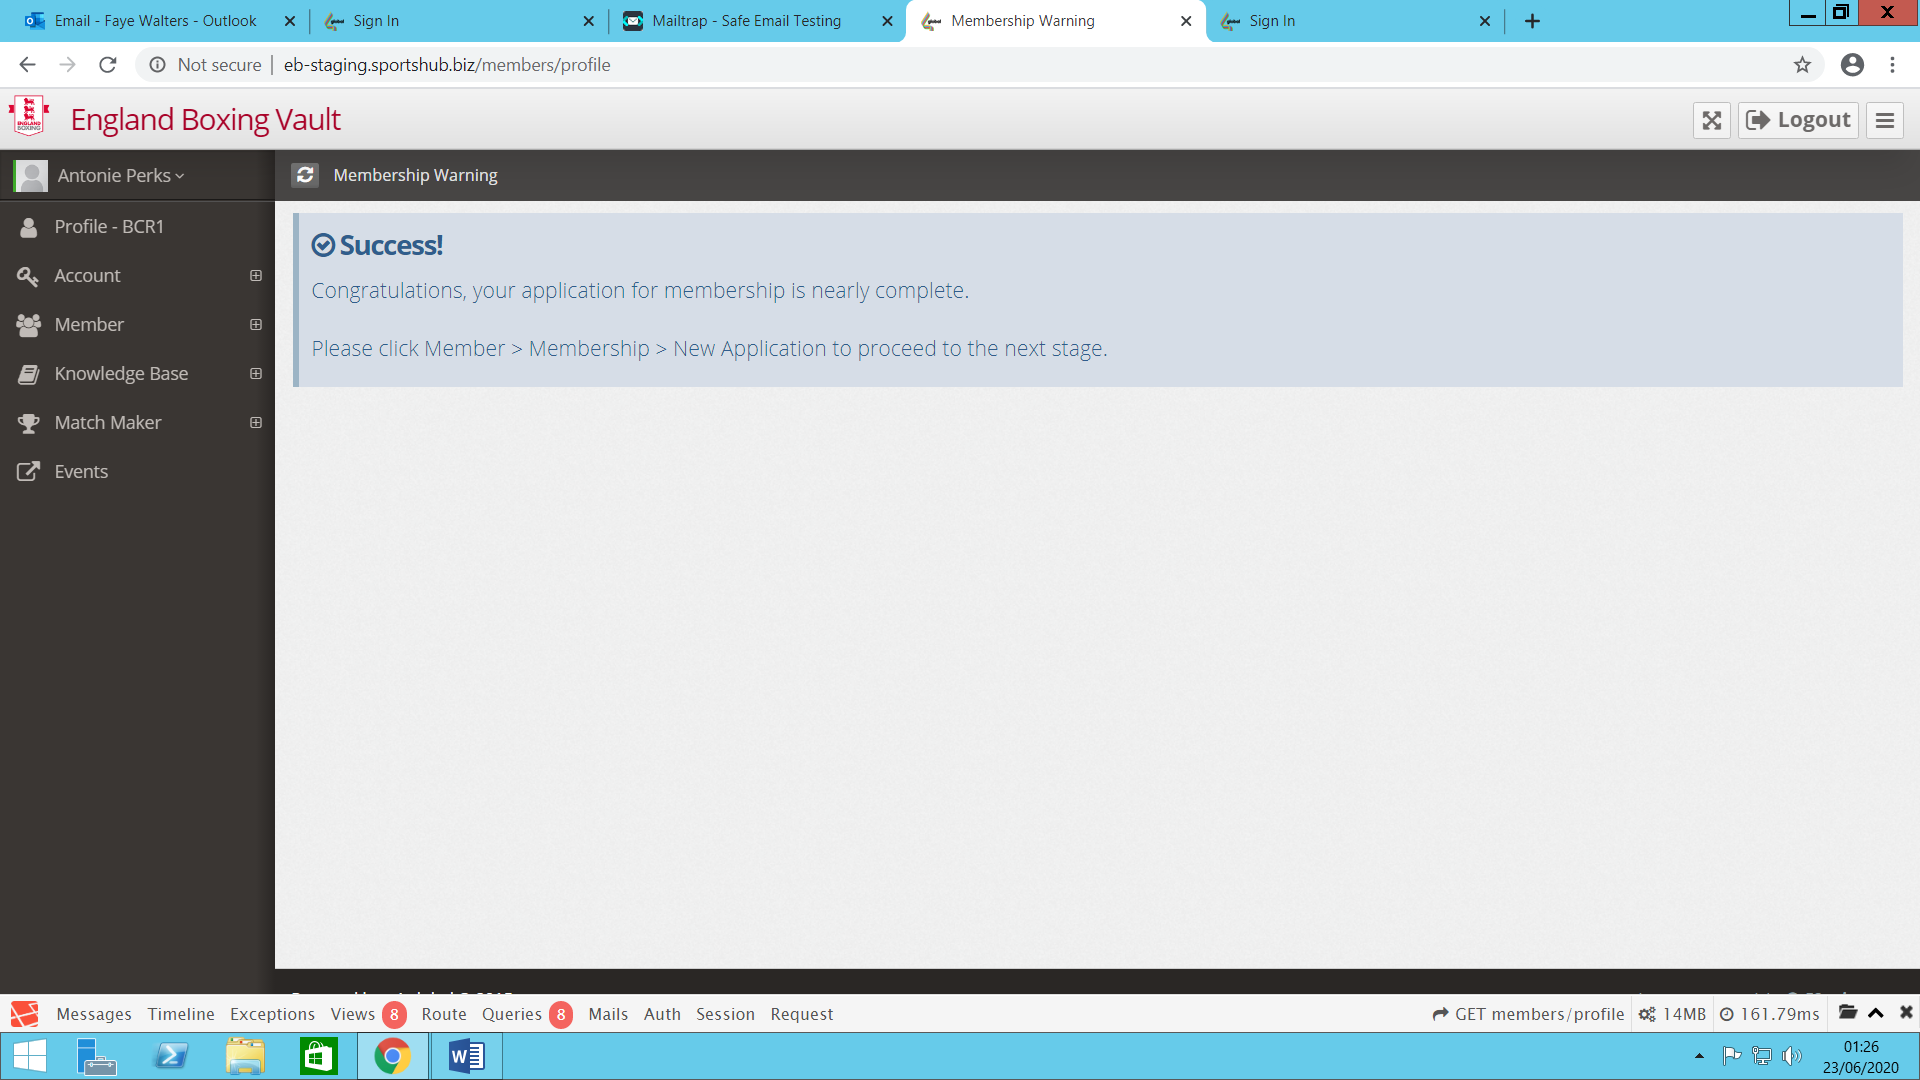 Email - Faye Walters - Outlook
Sign In
Mailtrap - Safe Email Testing
Membership Warning
Sign In
Not secure | eb-staging.sportshub.biz/members/profile
ENGLAND BOXING
England Boxing Vault
Logout
Antonie Perks
Membership Warning
Profile - BCR1
Account
Member
Knowledge Base
Match Maker
Events
Success!
Congratulations, your application for membership is nearly complete.
Please click Member > Membership > New Application to proceed to the next stage.
Messages Timeline Exceptions Views 8 Route Queries 8 Mails Auth Session Request
GET members/profile 14MB 161.79ms
01:26
23/06/2020